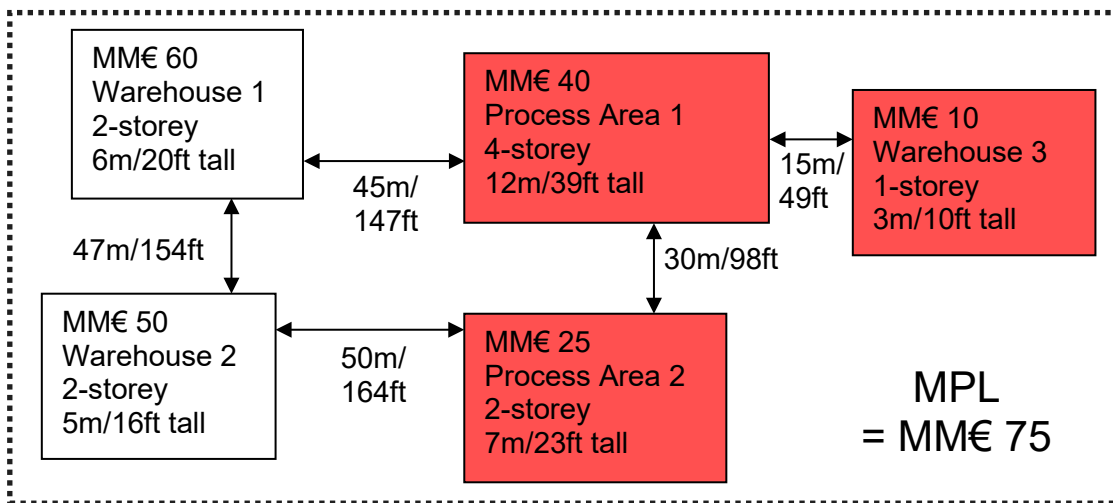 MM€ 60
Warehouse 1
2-storey
6m/20ft tall
MM€ 40
Process Area 1
4-storey
12m/39ft tall
MM€ 10
Warehouse 3
1-storey
3m/10ft tall
45m/
147ft
15m/
49ft
47m/154ft
30m/98ft
MM€ 50
Warehouse 2
2-storey
5m/16ft tall
50m/
164ft
MM€ 25
Process Area 2
2-storey
7m/23ft tall
MPL
= MM€ 75